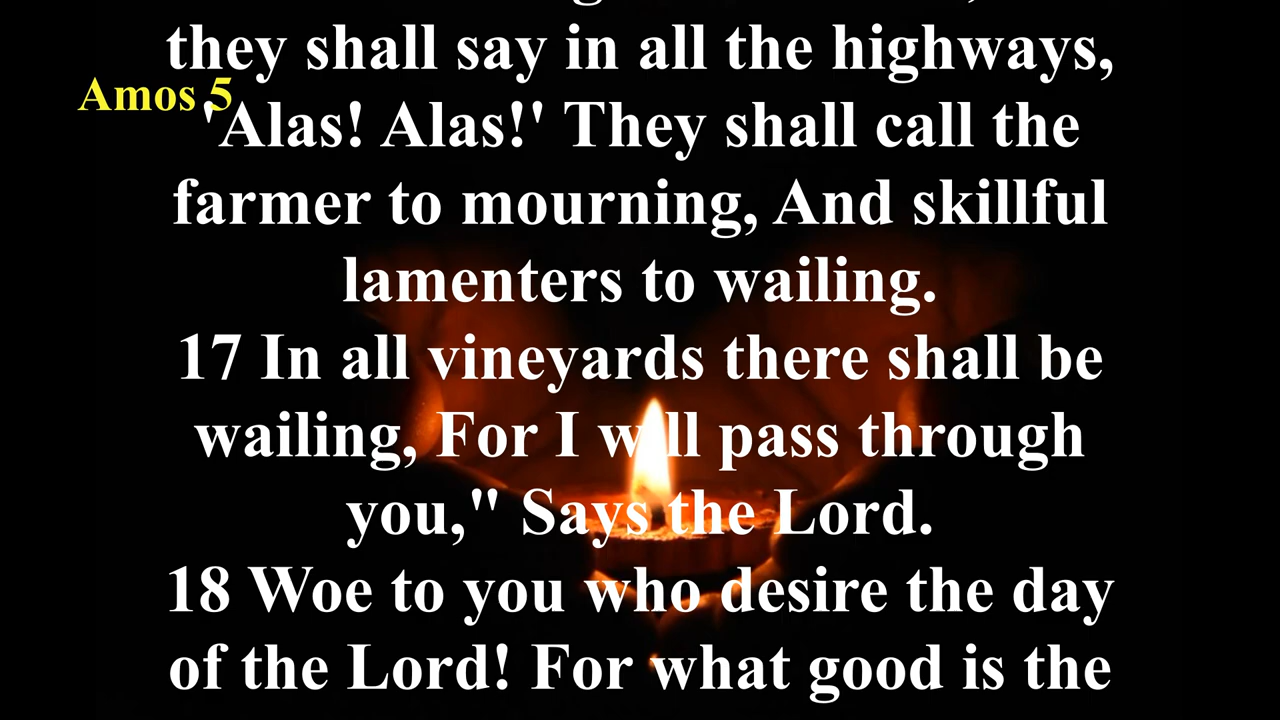 they shall say in all the highways,
Amos 5
'Alas! Alas!' They shall call the
farmer to mourning, And skillful
lamenters to wailing.
17 In all vineyards there shall be
wailing, For I will pass through
you," Says the Lord.
18 Woe to you who desire the day
of the Lord! For what good is the